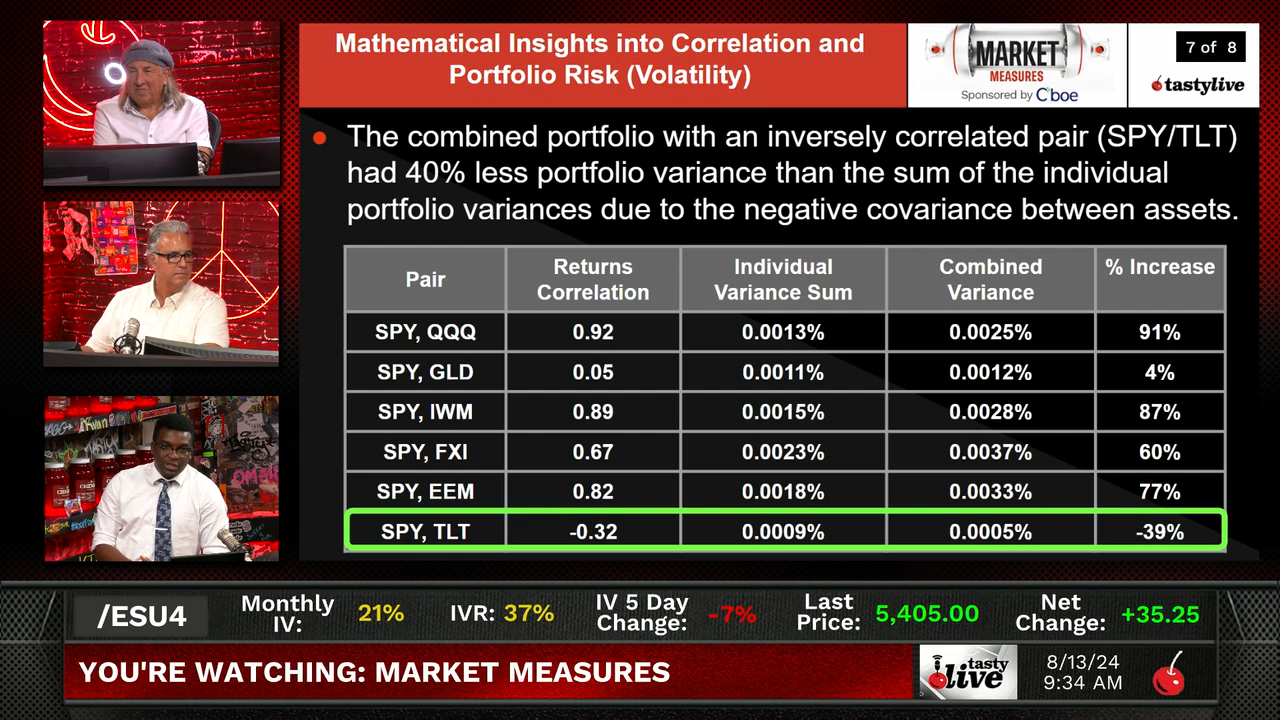 Mathematical Insights into Correlation and
Portfolio Risk (Volatility)
MARKET
MEASURES
Sponsored by Cboe
7 of 8
tastylive
The combined portfolio with an inversely correlated pair (SPY/TLT)
had 40% less portfolio variance than the sum of the individual
portfolio variances due to the negative covariance between assets.
Pair Returns Correlation Individual Variance Sum Combined Variance % Increase
SPY, QQQ 0.92 0.0013% 0.0025% 91%
SPY, GLD 0.05 0.0011% 0.0012% 4%
SPY, IWM 0.89 0.0015% 0.0028% 87%
SPY, FXI 0.67 0.0023% 0.0037% 60%
SPY, EEM 0.82 0.0018% 0.0033% 77%
SPY, TLT -0.32 0.0009% 0.0005% -39%
/ESU4 Monthly IV: 21% IVR: 37% IV 5 Day Change: -7% Last Price: 5,405.00 Net Change: +35.25
YOU'RE WATCHING: MARKET MEASURES
tasty
live
8/13/24
9:34 AM